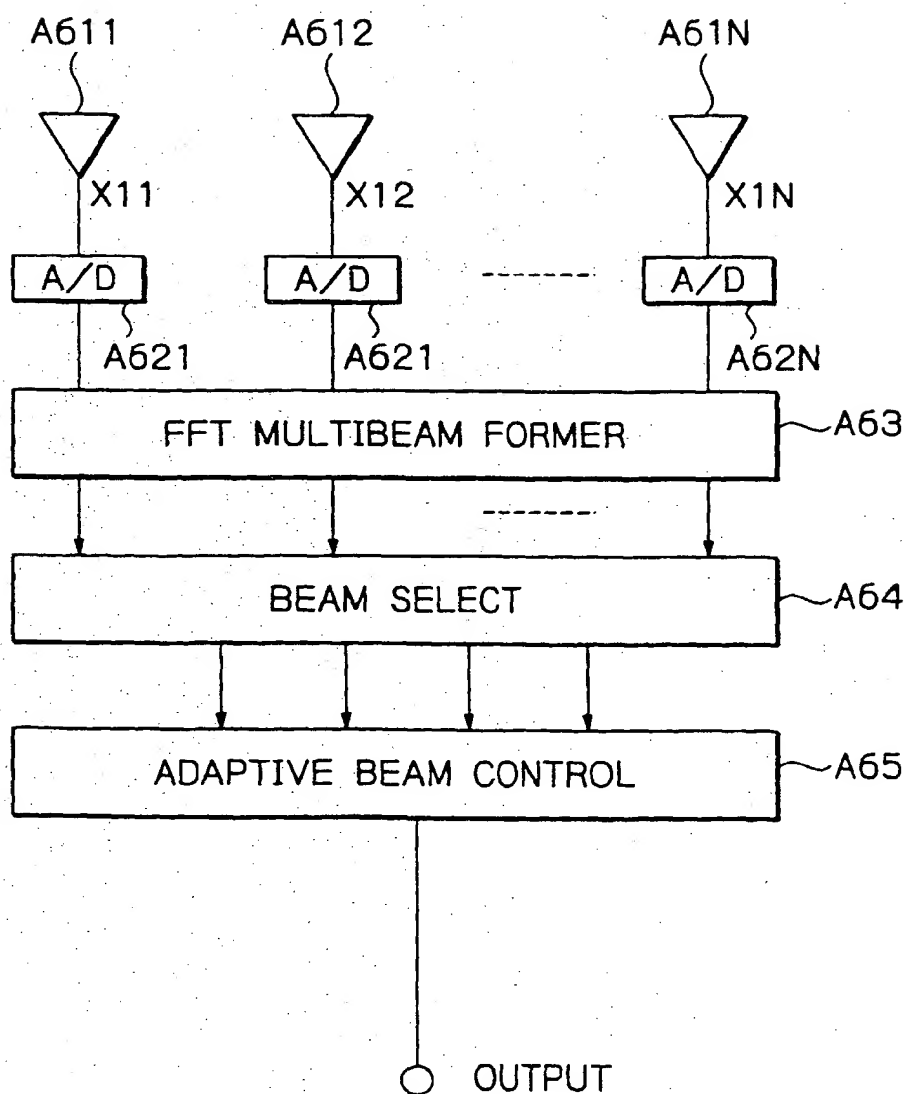 A611 A612 A61N
X11 X12 X1N
A/D A/D A/D
A621 A621 A62N
FFT MULTIBEAM FORMER A63
BEAM SELECT A64
ADAPTIVE BEAM CONTROL A65
OUTPUT